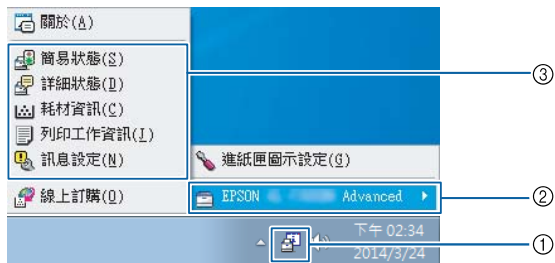 關於(A)
簡易狀態(S)
詳細狀態(D)
耗材資訊(C)
列印工作資訊(I)
訊息設定(N)
線上訂購(O)
進紙匣圖示設定(G)
EPSON Advanced
下午 02:34
2014/3/24
③
②
①